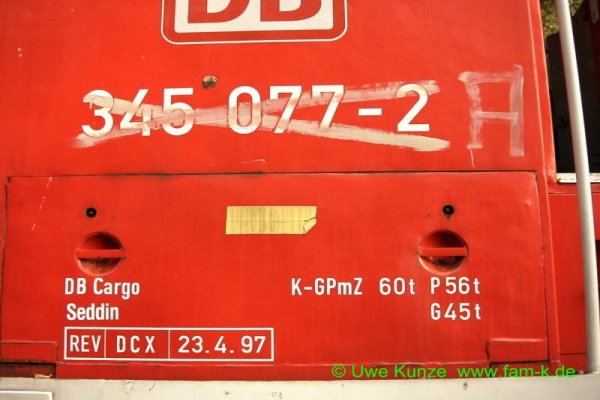 DB
345 077-2 A
DB Cargo
Seddin
K-GPmZ 60t P56t
G45t
REV DCX 23.4.97
© Uwe Kunze www.fam-k.de